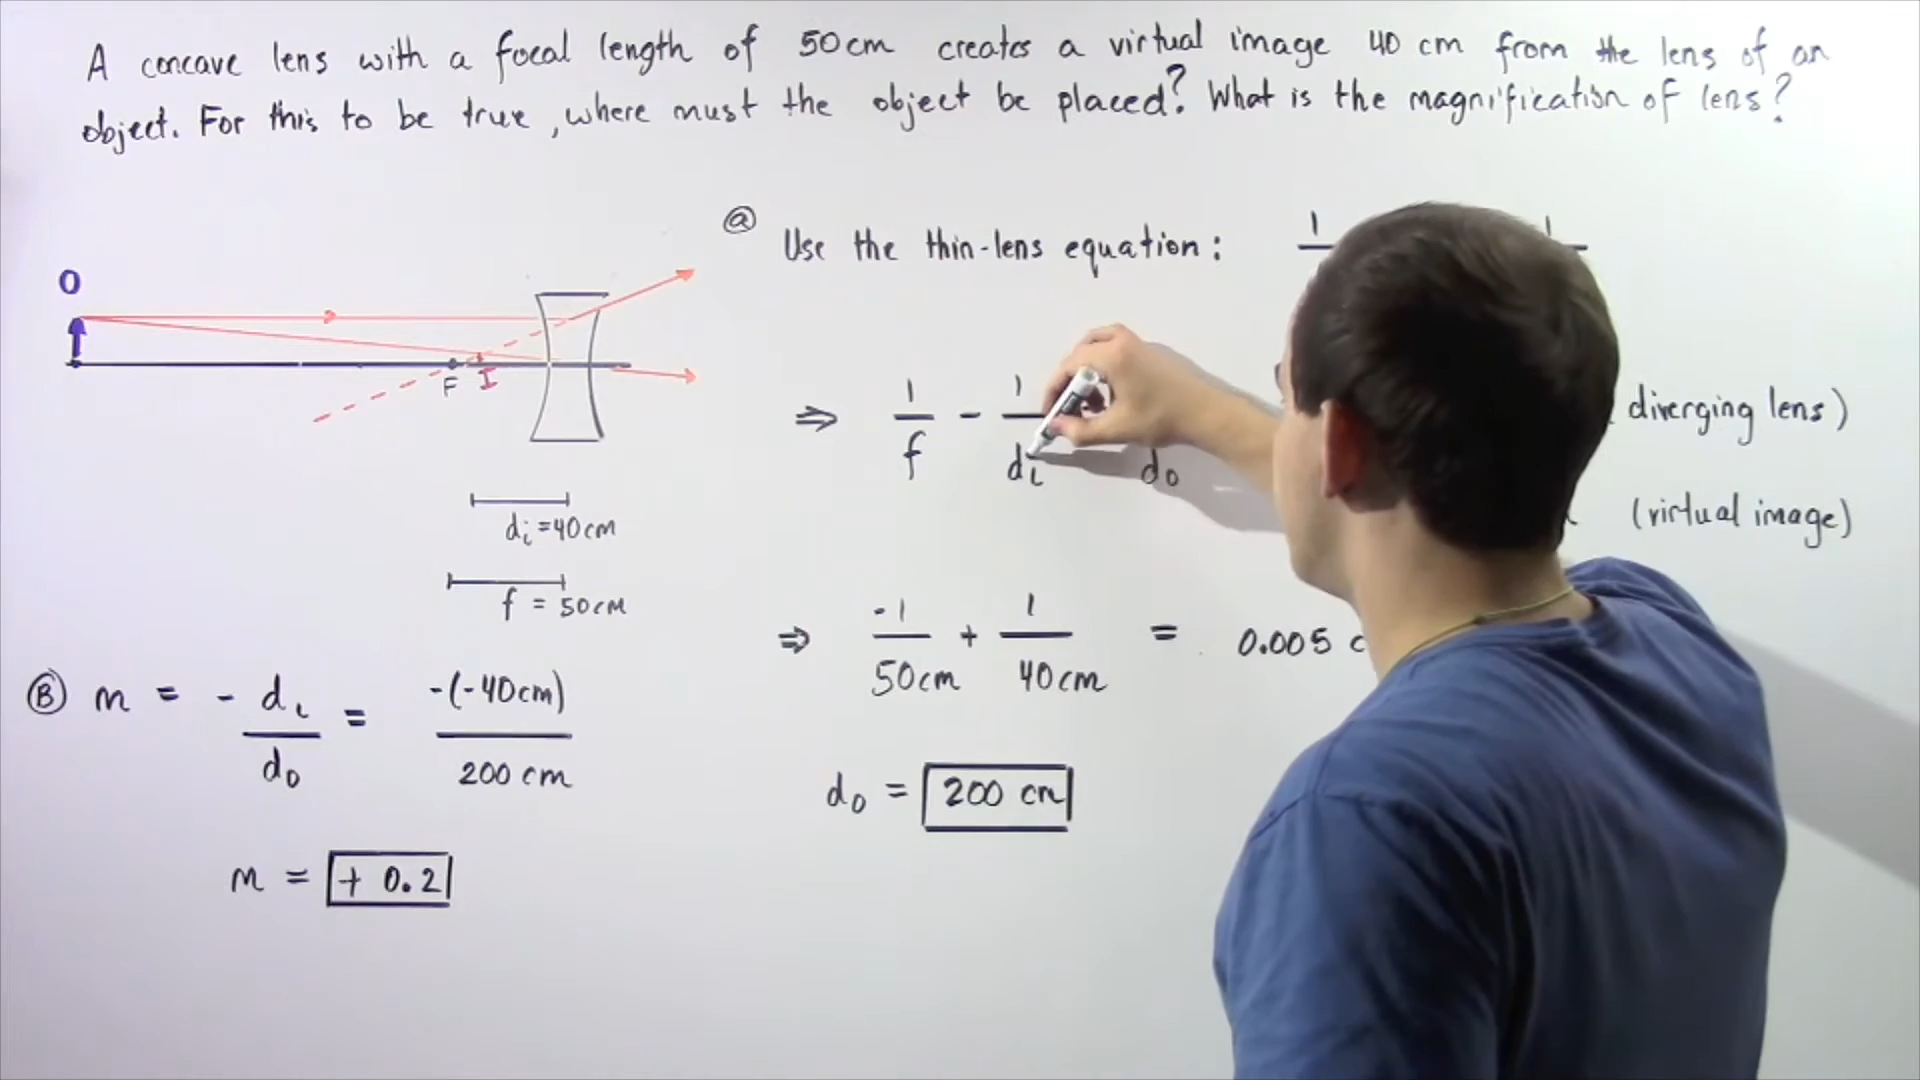 A concave lens with a focal length of 50cm creates a virtual image 40 cm from the lens of an
object. For this to be true, where must the object be placed? What is the magnification of lens?
ⓐ Use the thin-lens equation: 1 1
O
F I
⇒ 1/f - 1/di do
diverging lens)
(virtual image)
di = 40cm
f = 50cm
⇒ -1/50cm + 1/40cm = 0.005 c
Ⓑ m = - di/do = -(-40cm)/200 cm
do = 200 cm
m = + 0.2